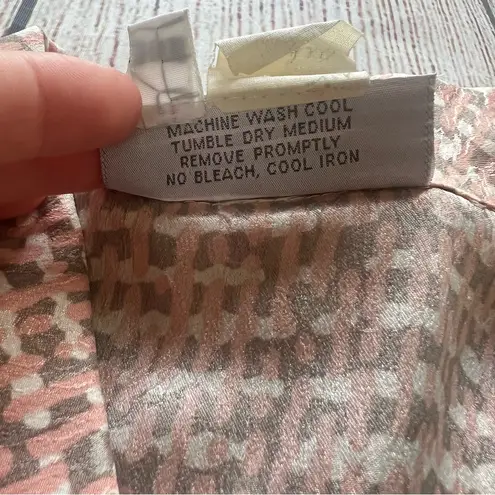 MACHINE WASH COOL
TUMBLE DRY MEDIUM
REMOVE PROMPTLY
NO BLEACH, COOL IRON